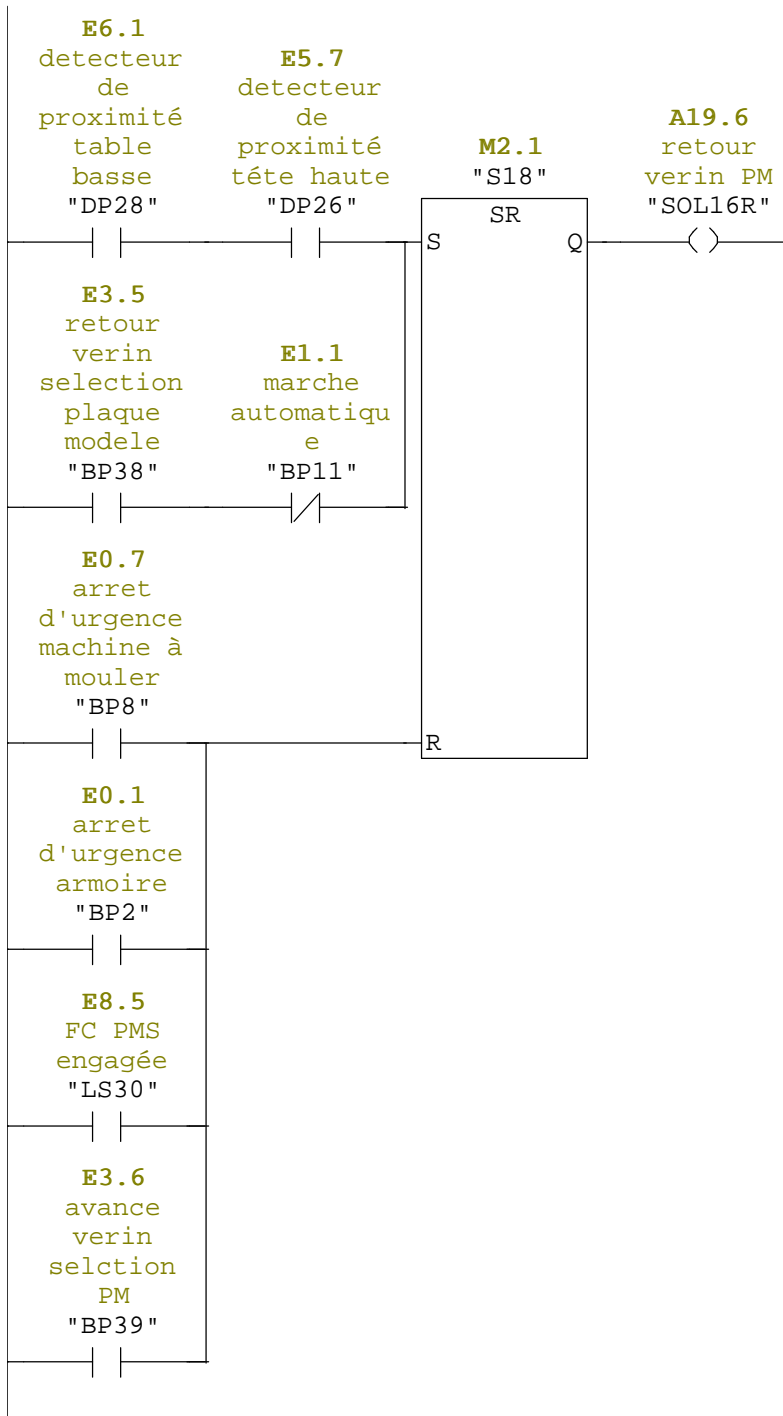 E6.1
detecteur
de
proximité
table
basse
"DP28"
E5.7
detecteur
de
proximité
téte haute
"DP26"
M2.1
"S18"
SR
S
Q
R
A19.6
retour
verin PM
"SOL16R"
E3.5
retour
verin
selection
plaque
modele
"BP38"
E1.1
marche
automatiqu
e
"BP11"
E0.7
arret
d'urgence
machine à
mouler
"BP8"
E0.1
arret
d'urgence
armoire
"BP2"
E8.5
FC PMS
engagée
"LS30"
E3.6
avance
verin
selction
PM
"BP39"